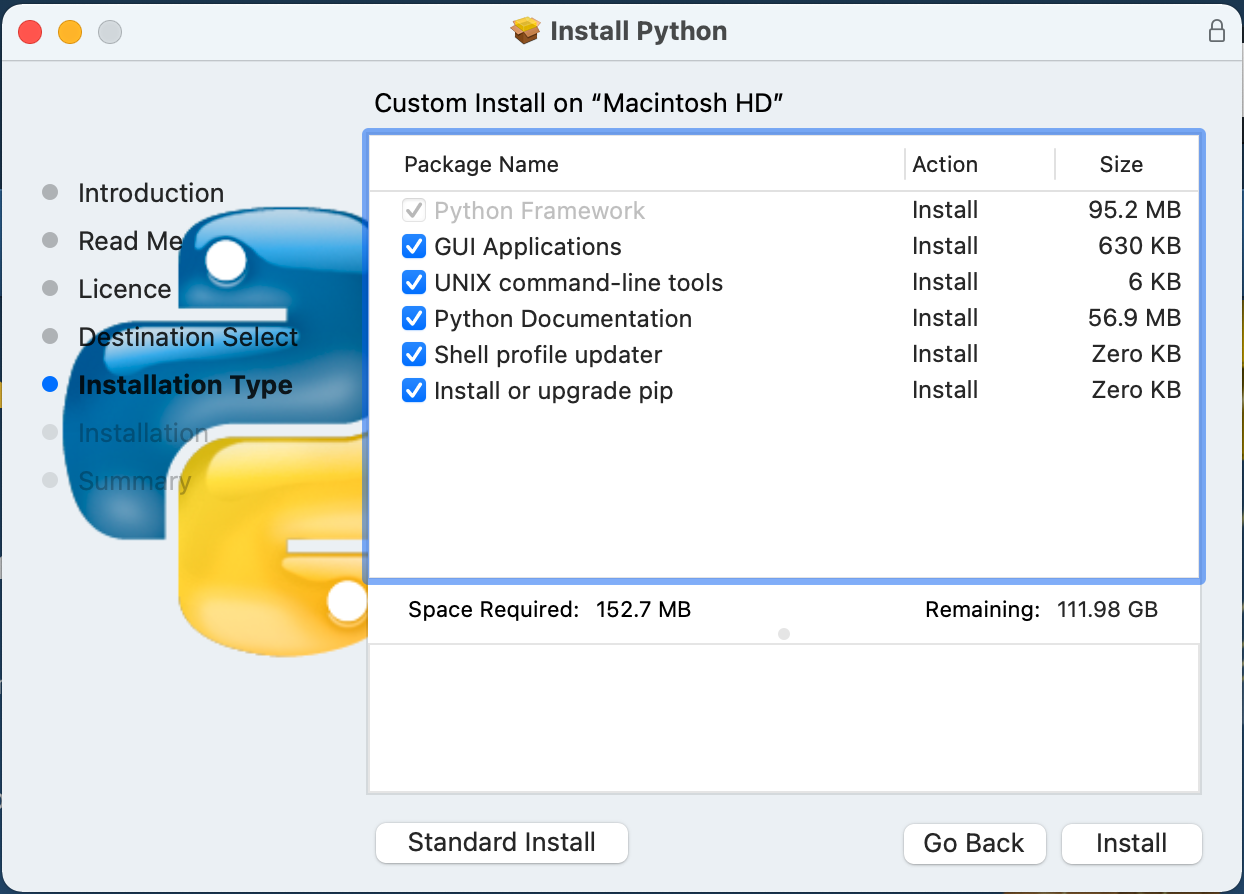 Install Python
Custom Install on “Macintosh HD”
Introduction
Read Me
Licence
Destination Select
Installation Type
Installation
Summary
Package Name Action Size
Python Framework Install 95.2 MB
GUI Applications Install 630 KB
UNIX command-line tools Install 6 KB
Python Documentation Install 56.9 MB
Shell profile updater Install Zero KB
Install or upgrade pip Install Zero KB
Space Required: 152.7 MB Remaining: 111.98 GB
Standard Install Go Back Install